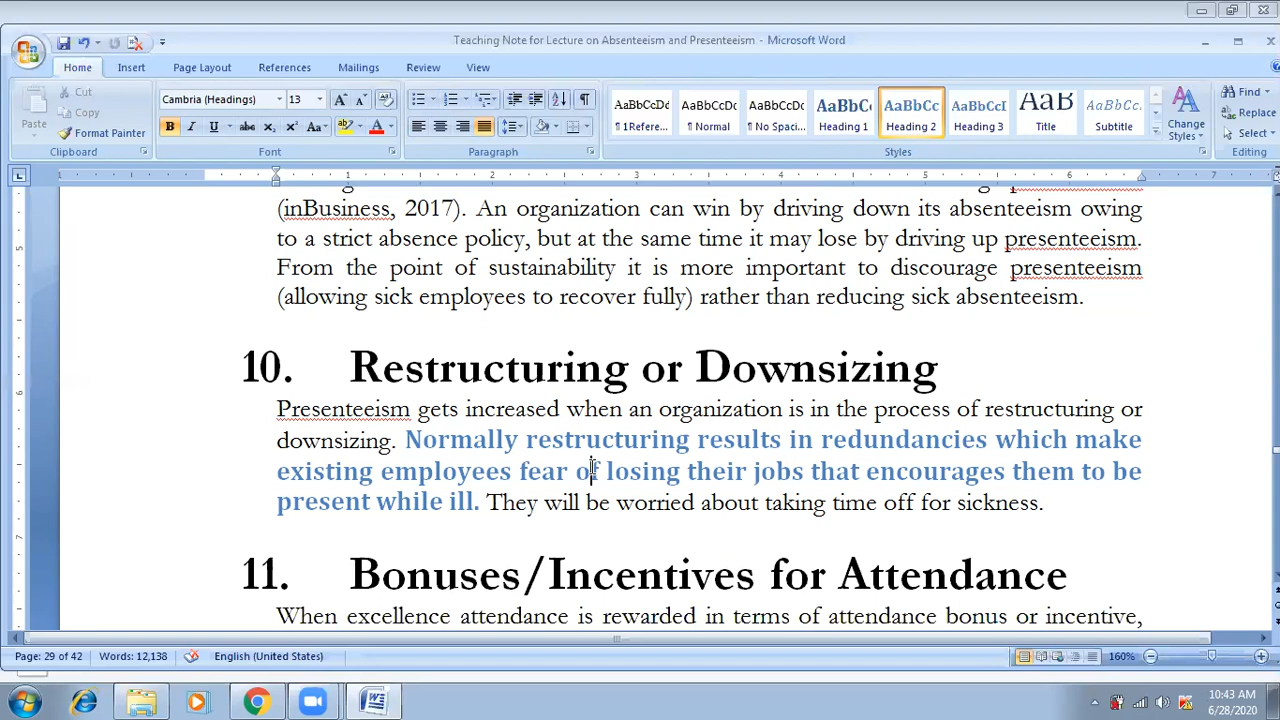 Teaching Note for Lecture on Absenteeism and Presenteeism - Microsoft Word
Home Insert Page Layout References Mailings Review View
Paste
Cut
Copy
Format Painter
Clipboard
Cambria (Headings) 13
Font
Paragraph
AaBbCcDd AaBbCc AaBbCcDc AaBbC AaBbCc AaBbCcI AaB AaBbCc.
¶ 1Refere... ¶ Normal ¶ No Spaci... Heading 1 Heading 2 Heading 3 Title Subtitle
Change Styles
Styles
Find
Replace
Select
Editing
(inBusiness, 2017). An organization can win by driving down its absenteeism owing
to a strict absence policy, but at the same time it may lose by driving up presenteeism.
From the point of sustainability it is more important to discourage presenteeism
(allowing sick employees to recover fully) rather than reducing sick absenteeism.
10. Restructuring or Downsizing
Presenteeism gets increased when an organization is in the process of restructuring or
downsizing. Normally restructuring results in redundancies which make
existing employees fear of losing their jobs that encourages them to be
present while ill. They will be worried about taking time off for sickness.
11. Bonuses/Incentives for Attendance
When excellence attendance is rewarded in terms of attendance bonus or incentive,
Page: 29 of 42 Words: 12,138 English (United States) 160%
10:43 AM
6/28/2020